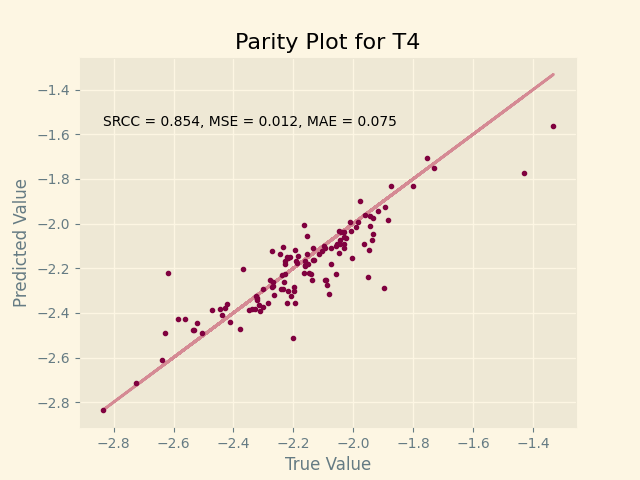 Parity Plot for T4
SRCC = 0.854, MSE = 0.012, MAE = 0.075
Predicted Value
−1.4
−1.6
−1.8
−2.0
−2.2
−2.4
−2.6
−2.8
−2.8 −2.6 −2.4 −2.2 −2.0 −1.8 −1.6 −1.4
True Value